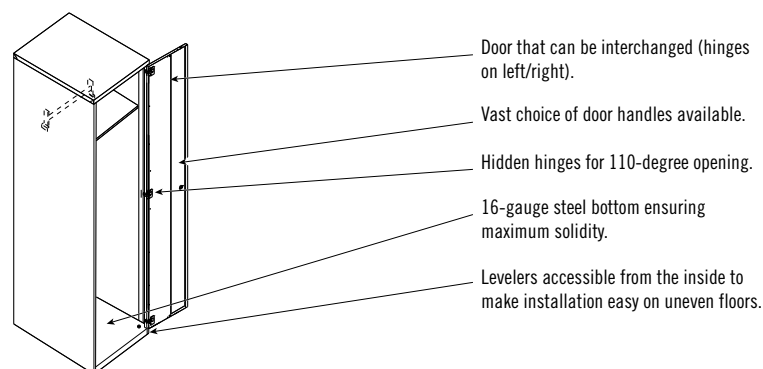 Door that can be interchanged (hinges
on left/right).
Vast choice of door handles available.
Hidden hinges for 110-degree opening.
16-gauge steel bottom ensuring
maximum solidity.
Levelers accessible from the inside to
make installation easy on uneven floors.